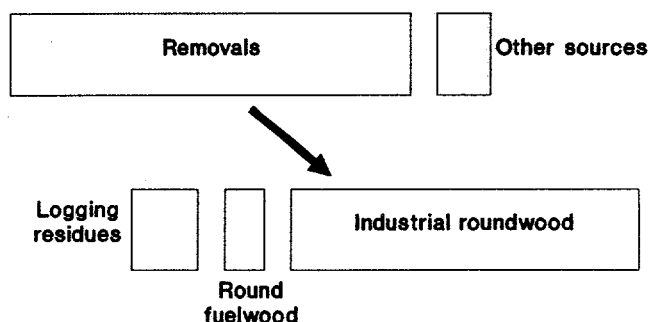 Removals
Other sources
Logging
residues
Industrial roundwood
Round
fuelwood